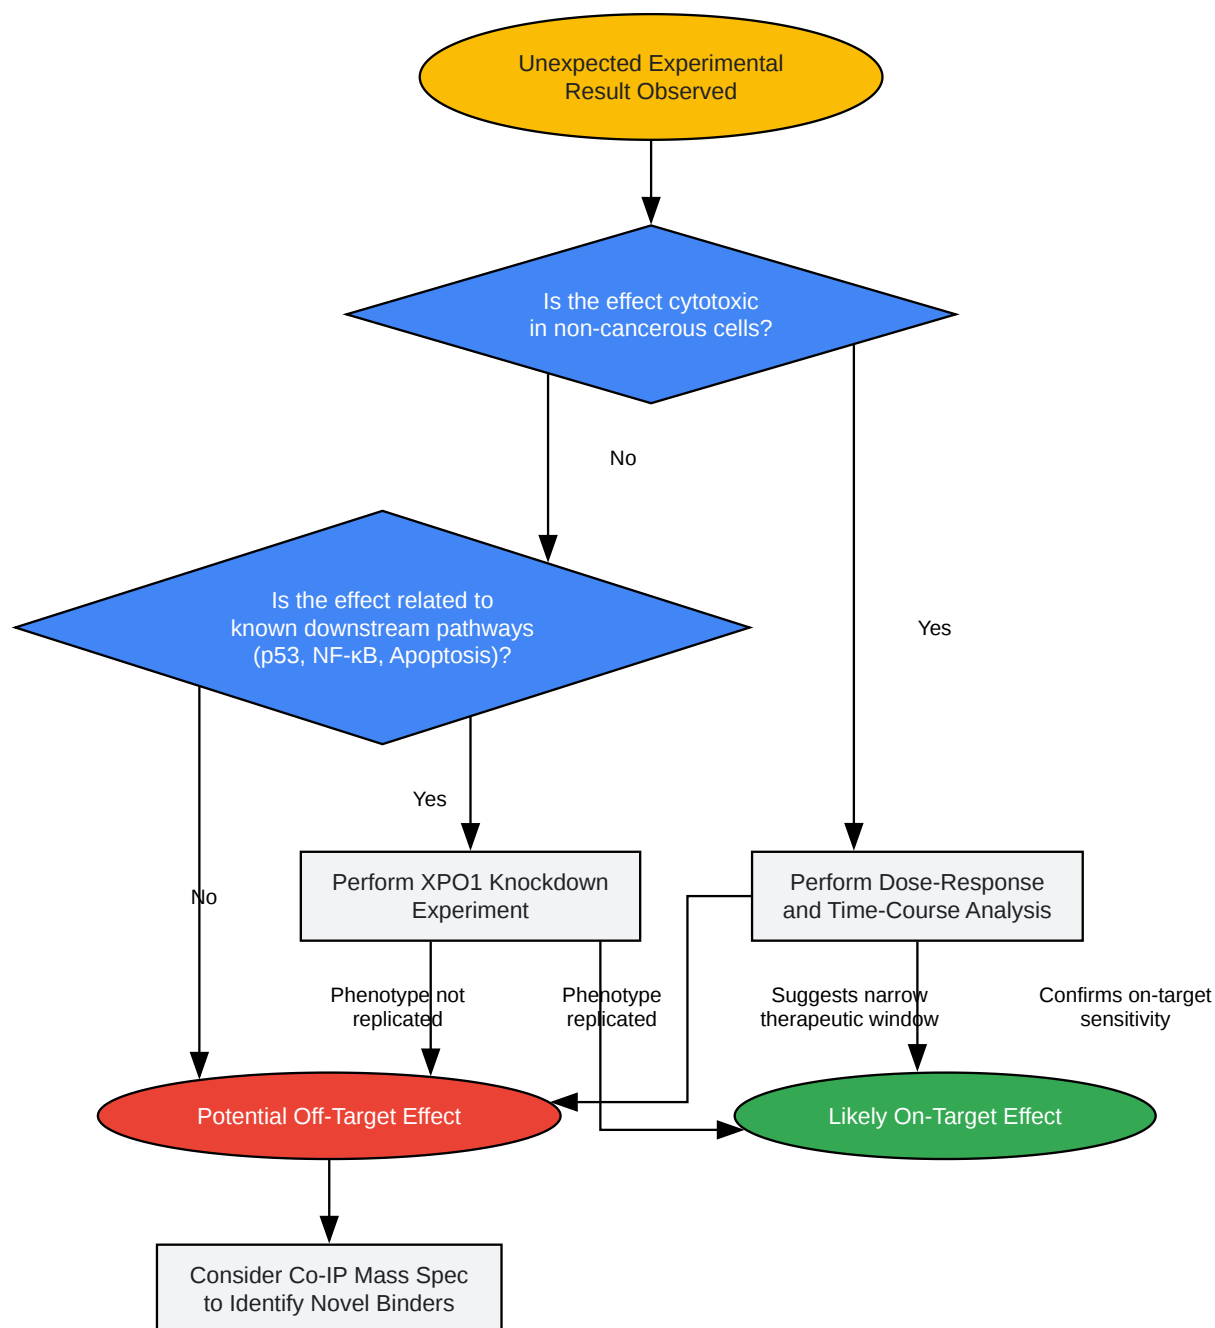 Unexpected Experimental
Result Observed
Is the effect cytotoxic
in non-cancerous cells?
No
Is the effect related to
known downstream pathways
(p53, NF-κB, Apoptosis)?
Yes
Yes
Perform XPO1 Knockdown
Experiment
Perform Dose-Response
and Time-Course Analysis
No
Phenotype not
replicated
Phenotype
replicated
Suggests narrow
therapeutic window
Confirms on-target
sensitivity
Potential Off-Target Effect
Likely On-Target Effect
Consider Co-IP Mass Spec
to Identify Novel Binders